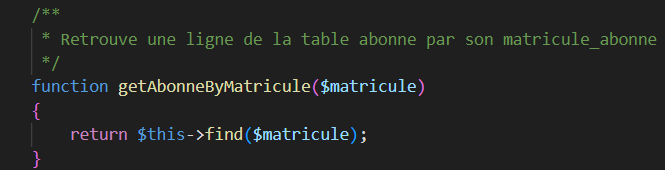 /**
 * Retrouve une ligne de la table abonne par son matricule_abonne
 */
function getAbonneByMatricule($matricule)
{
    return $this->find($matricule);
}